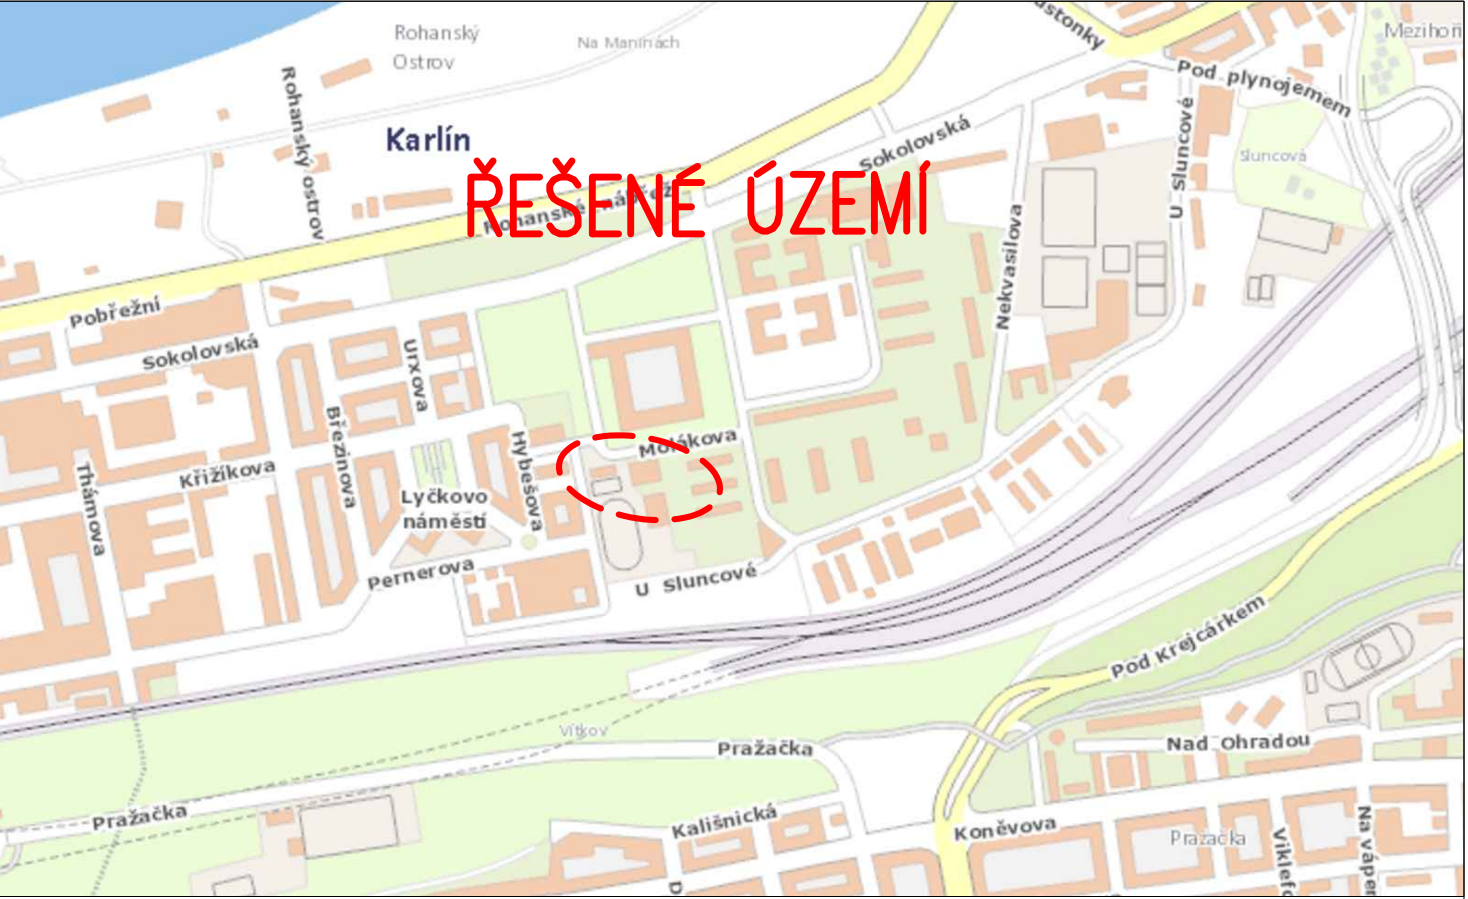 Rohanský
Ostrov
Na Maninách
Mezihoří
Pod plynojemem
Rohanský ostrov
Karlín
Sokolovská
U Sluncové
Sluncová
ŘEŠENÉ ÚZEMÍ
Nekvasilova
Pobřežní
Sokolovská
Urxova
Březinova
Hybešova
Molákova
Křižíkova
Thámova
Lyčkovo
náměstí
Pernerova
U Sluncové
Pod Krejcárkem
Vítkov
Pražačka
Nad Ohradou
Pražačka
Kališnická
Koněvova
Pražačka